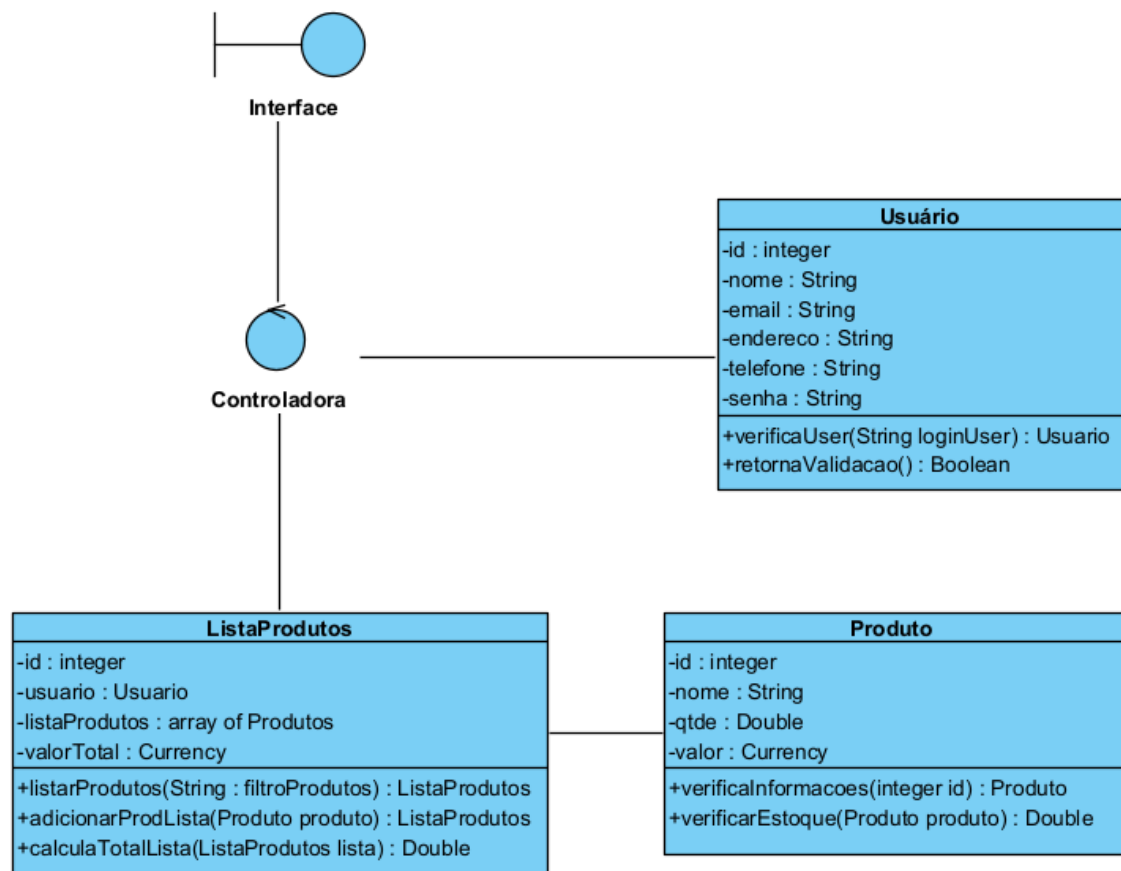 Interface
Usuário
-id : integer
-nome : String
-email : String
-endereco : String
-telefone : String
-senha : String
+verificaUser(String loginUser) : Usuario
+retornaValidacao() : Boolean
Controladora
ListaProdutos
-id : integer
-usuario : Usuario
-listaProdutos : array of Produtos
-valorTotal : Currency
+listarProdutos(String : filtroProdutos) : ListaProdutos
+adicionarProdLista(Produto produto) : ListaProdutos
+calculaTotalLista(ListaProdutos lista) : Double
Produto
-id : integer
-nome : String
-qtde : Double
-valor : Currency
+verificaInformacoes(integer id) : Produto
+verificarEstoque(Produto produto) : Double